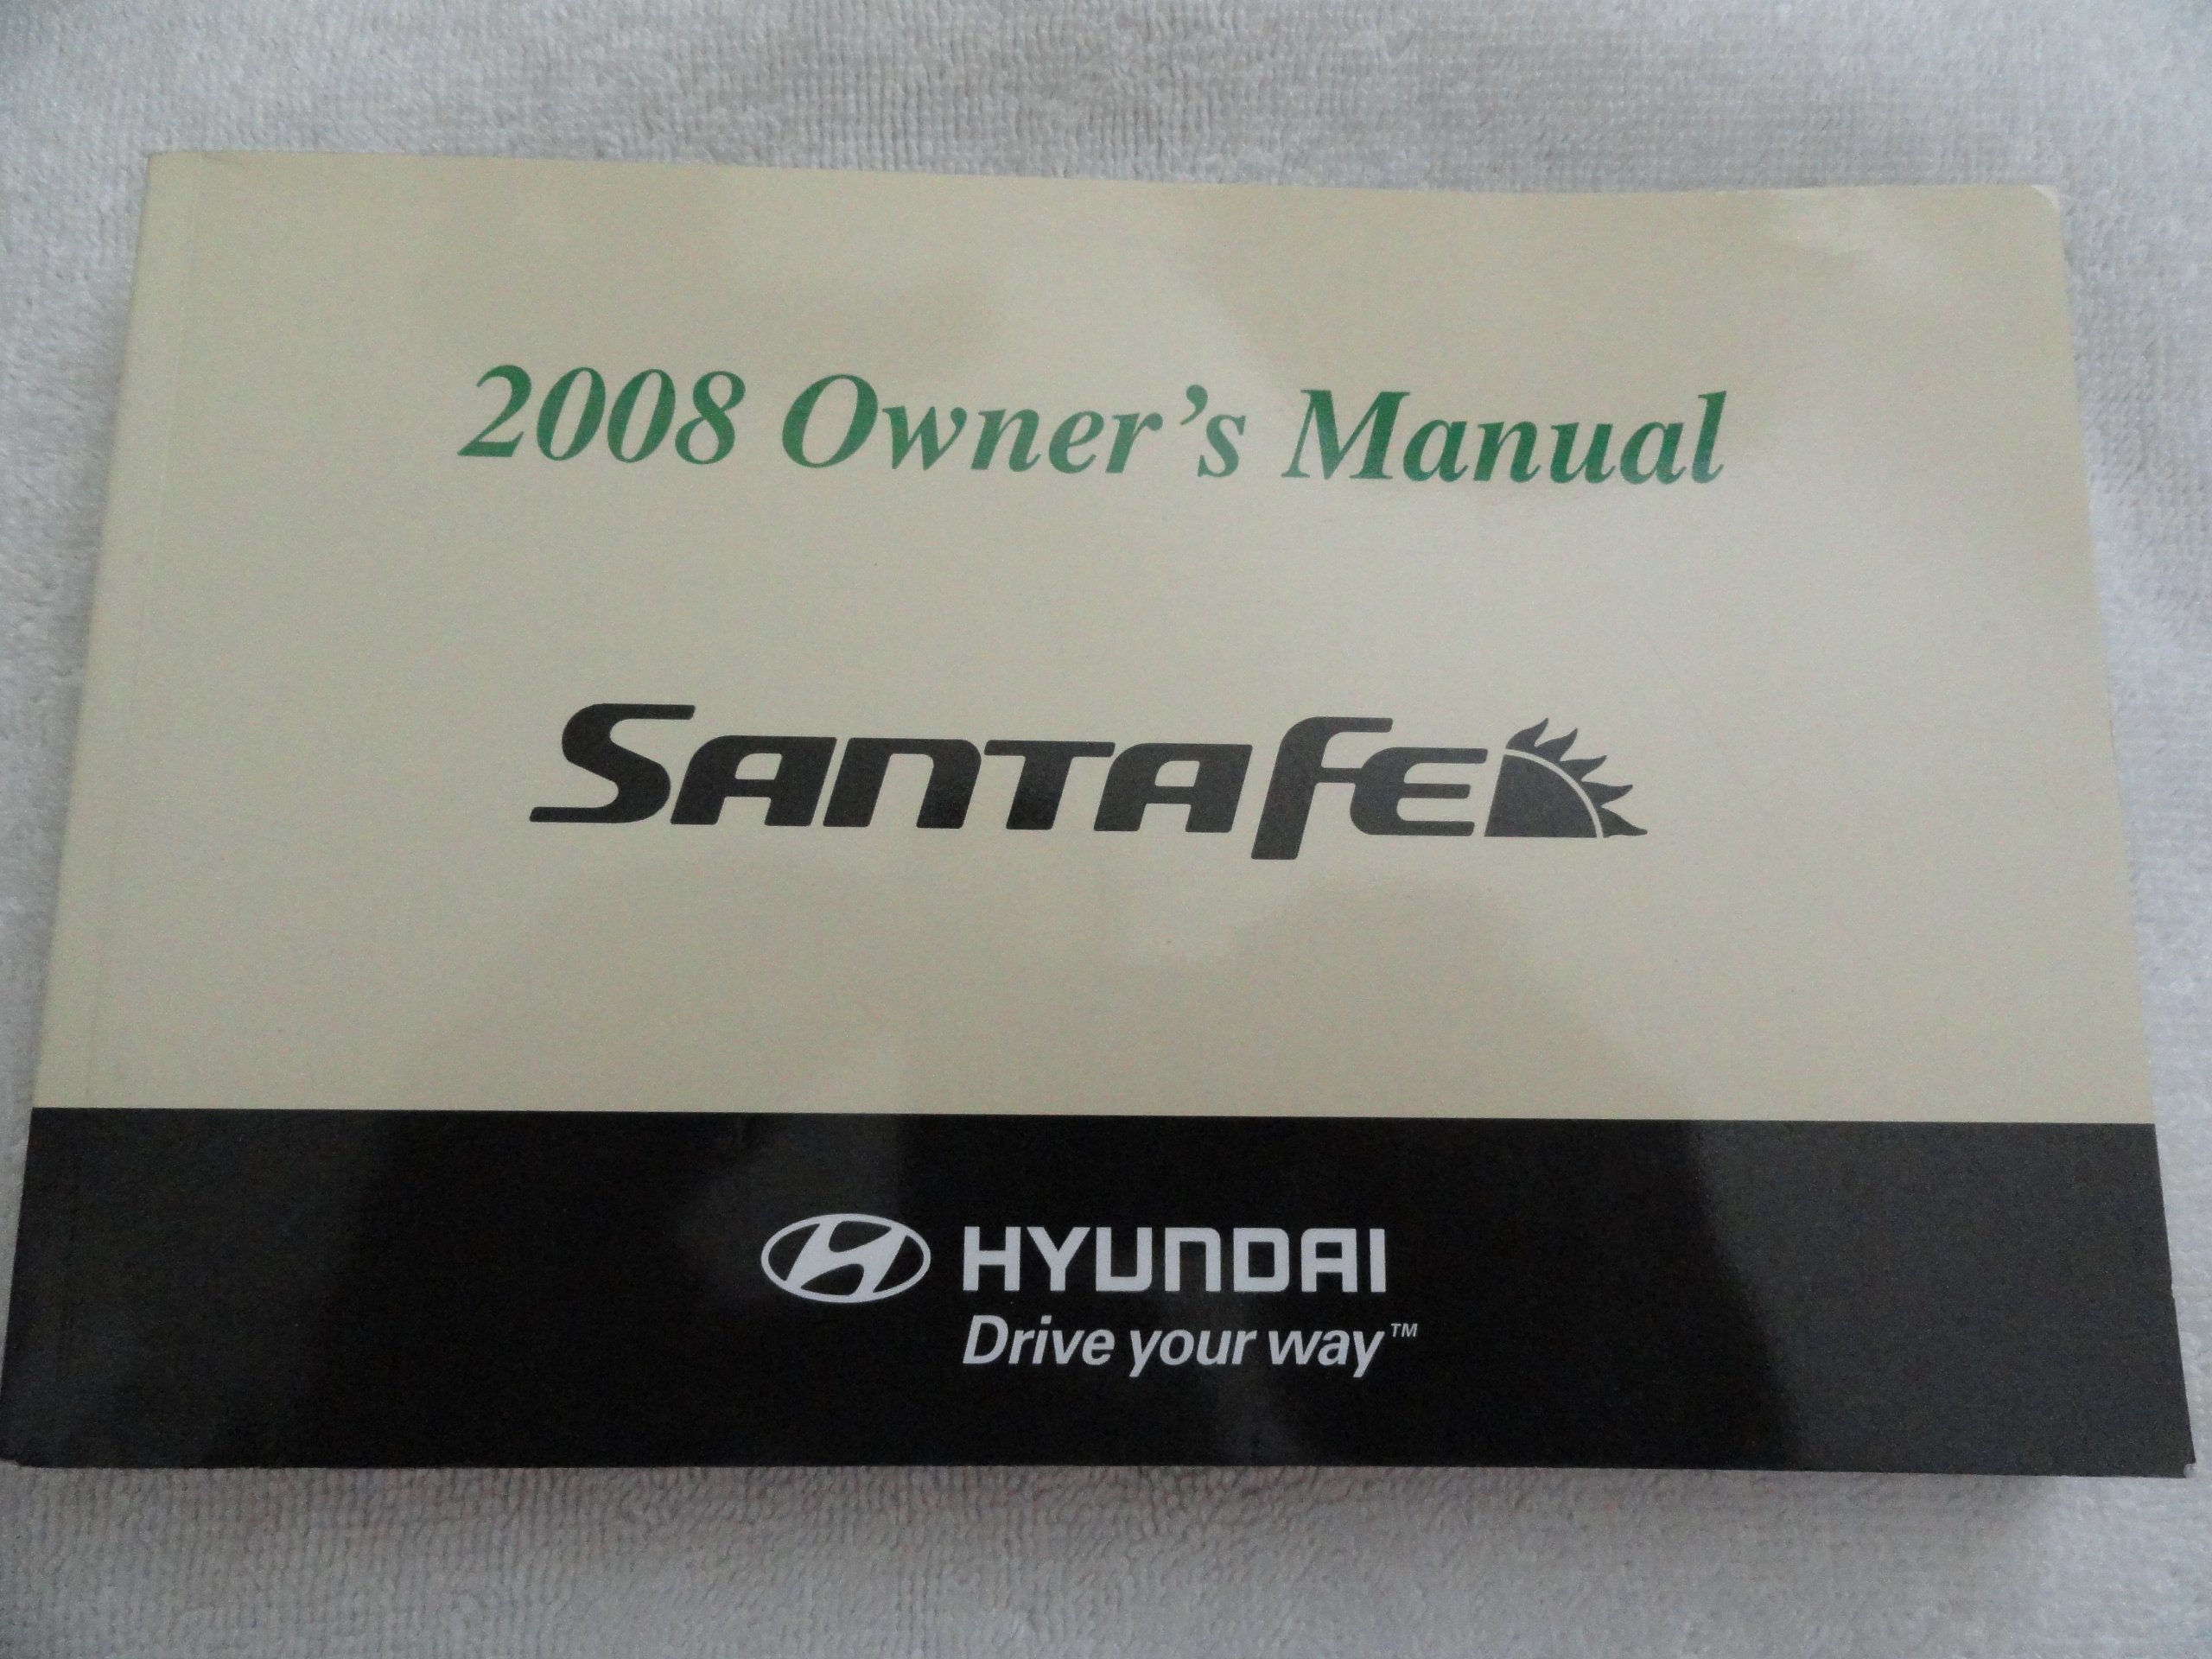 2008 Owner's Manual
SANTA FE
HYUNDAI
Drive your way™